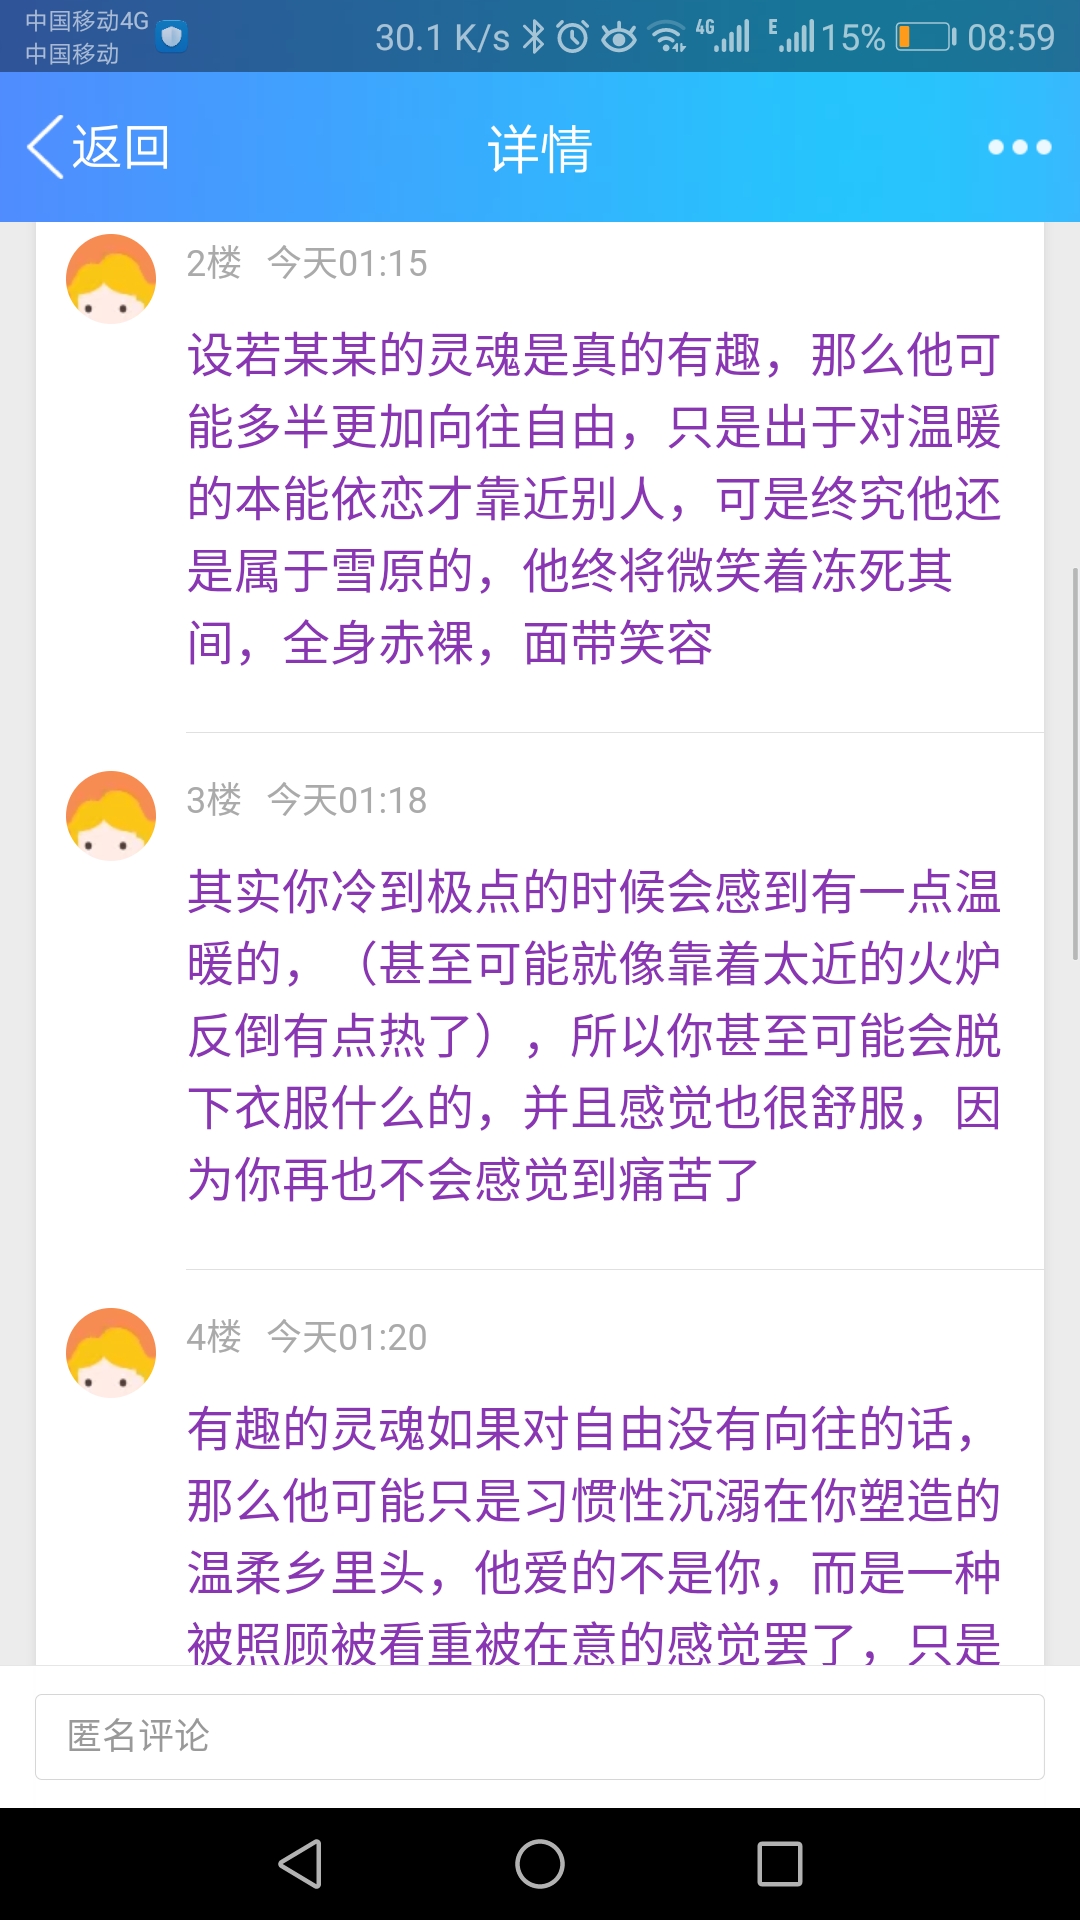 中国移动4G
中国移动
30.1 K/s 4G E 15% 08:59
返回
详情
2楼 今天01:15
设若某某的灵魂是真的有趣，那么他可
能多半更加向往自由，只是出于对温暖
的本能依恋才靠近别人，可是终究他还
是属于雪原的，他终将微笑着冻死其
间，全身赤裸，面带笑容
3楼 今天01:18
其实你冷到极点的时候会感到有一点温
暖的，（甚至可能就像靠着太近的火炉
反倒有点热了），所以你甚至可能会脱
下衣服什么的，并且感觉也很舒服，因
为你再也不会感觉到痛苦了
4楼 今天01:20
有趣的灵魂如果对自由没有向往的话，
那么他可能只是习惯性沉溺在你塑造的
温柔乡里头，他爱的不是你，而是一种
被照顾被看重被在意的感觉罢了，只是
匿名评论